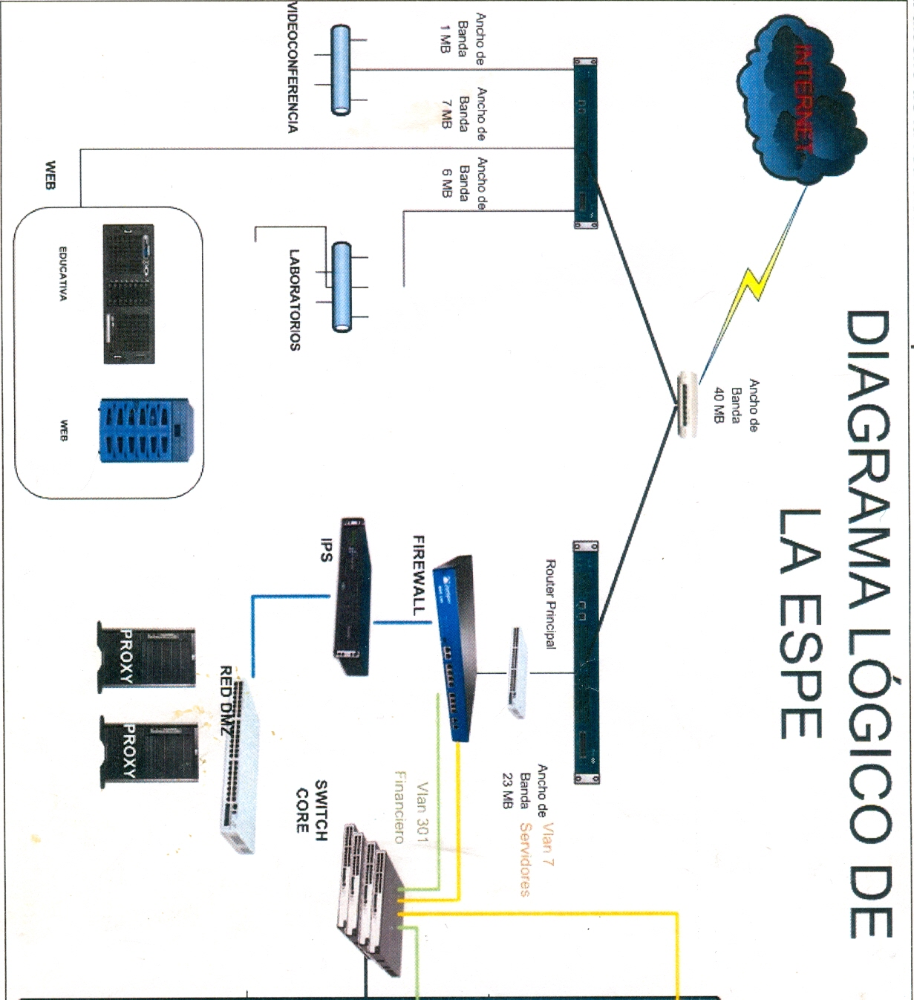 DIAGRAMA LÓGICO DE
LA ESPE
INTERNET
Ancho de
Banda
40 MB
Ancho de
Banda
1 MB
Ancho de
Banda
7 MB
Ancho de
Banda
6 MB
Router Principal
Ancho de
Banda
23 MB
Vlan 7
Servidores
VIDEOCONFERENCIA
LABORATORIOS
FIREWALL
Vlan 301
Financiero
IPS
SWITCH
CORE
WEB
EDUCATIVA
WEB
RED DMZ
PROXY
PROXY